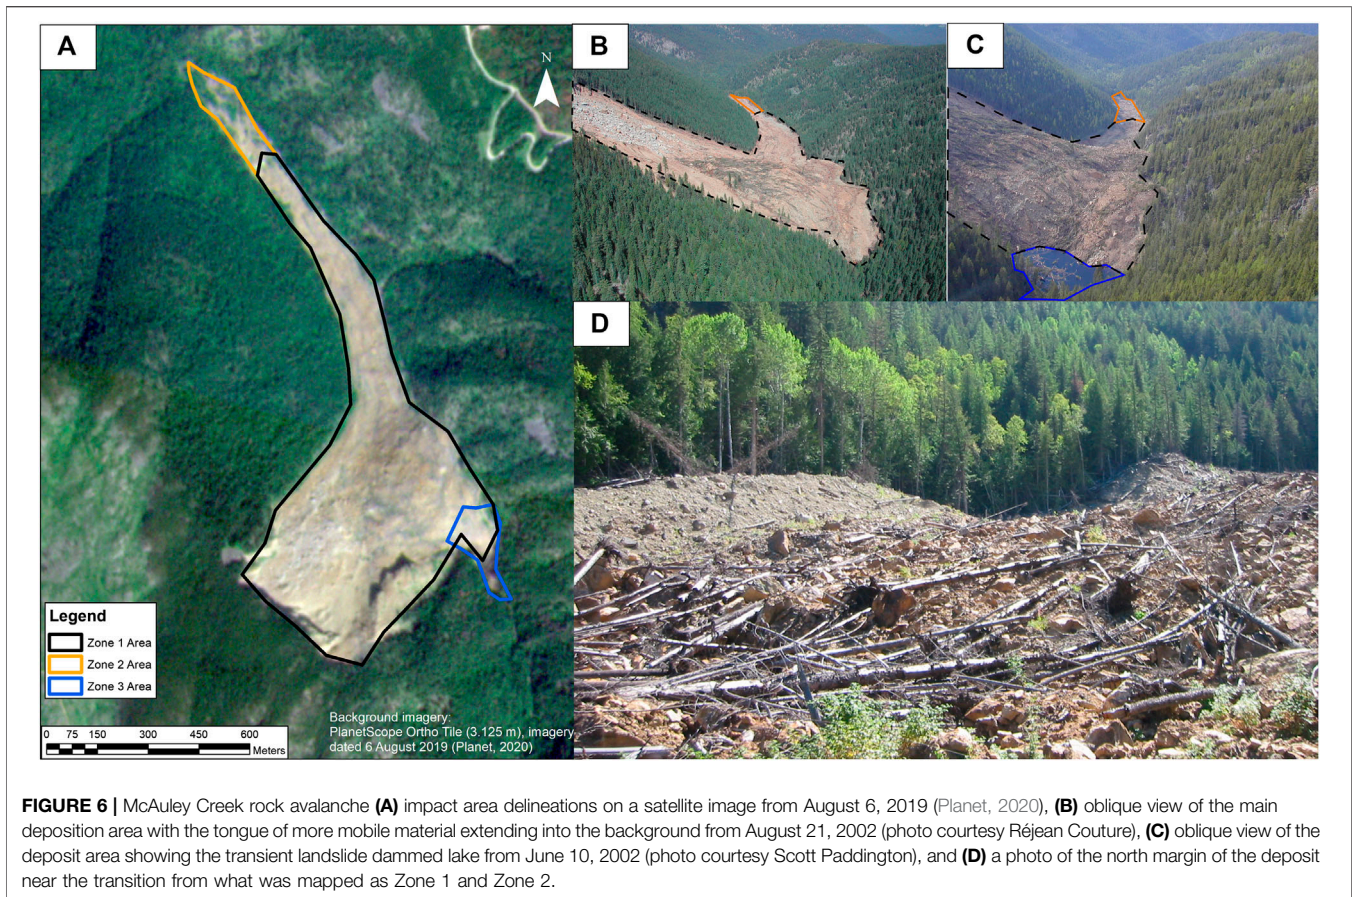 A
N
B
C
D
Legend
Zone 1 Area
Zone 2 Area
Zone 3 Area
0 75 150 300 450 600
Meters
Background imagery:
PlanetScope Ortho Tile (3.125 m), imagery
dated 6 August 2019 (Planet, 2020)
FIGURE 6 | McAuley Creek rock avalanche (A) impact area delineations on a satellite image from August 6, 2019 (Planet, 2020), (B) oblique view of the main
deposition area with the tongue of more mobile material extending into the background from August 21, 2002 (photo courtesy Réjean Couture), (C) oblique view of the
deposit area showing the transient landslide dammed lake from June 10, 2002 (photo courtesy Scott Paddington), and (D) a photo of the north margin of the deposit
near the transition from what was mapped as Zone 1 and Zone 2.